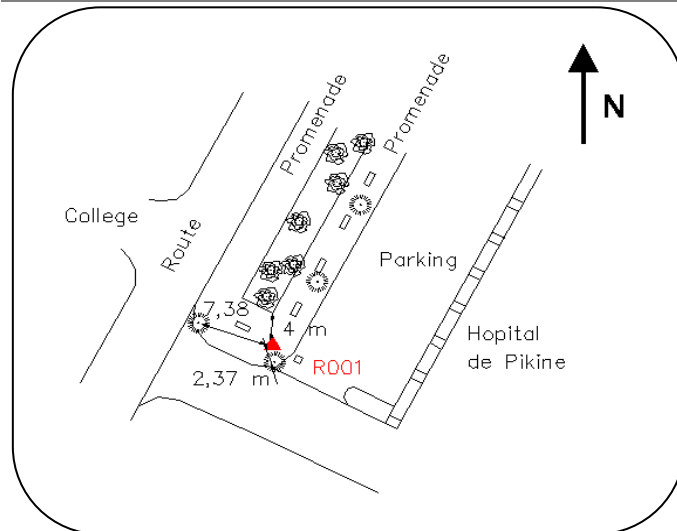 Promenade
Promenade
N
College
Route
Parking
7,38
4 m
Hopital
de Pikine
R001
2,37 m